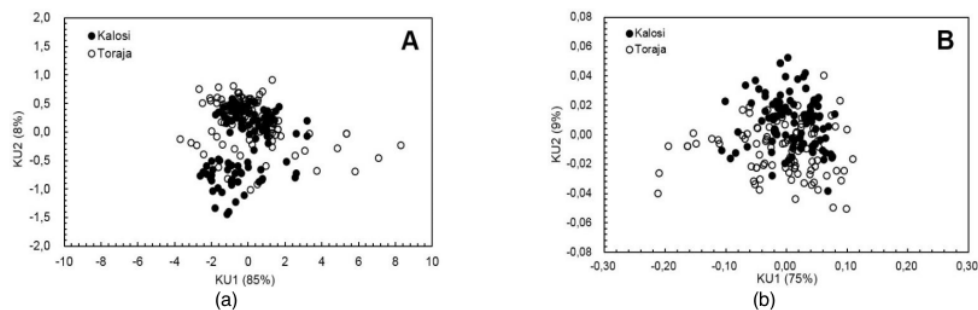 2,0
1,5
1,0
0,5
0,0
-0,5
-1,0
-1,5
-2,0
KU2 (8%)
Kalosi
Toraja
A
-10 -8 -6 -4 -2 0 2 4 6 8 10
KU1 (85%)
(a)
0,08
0,06
0,04
0,02
0,00
-0,02
-0,04
-0,06
-0,08
KU2 (9%)
Kalosi
Toraja
B
-0,30 -0,20 -0,10 0,00 0,10 0,20 0,30
KU1 (75%)
(b)